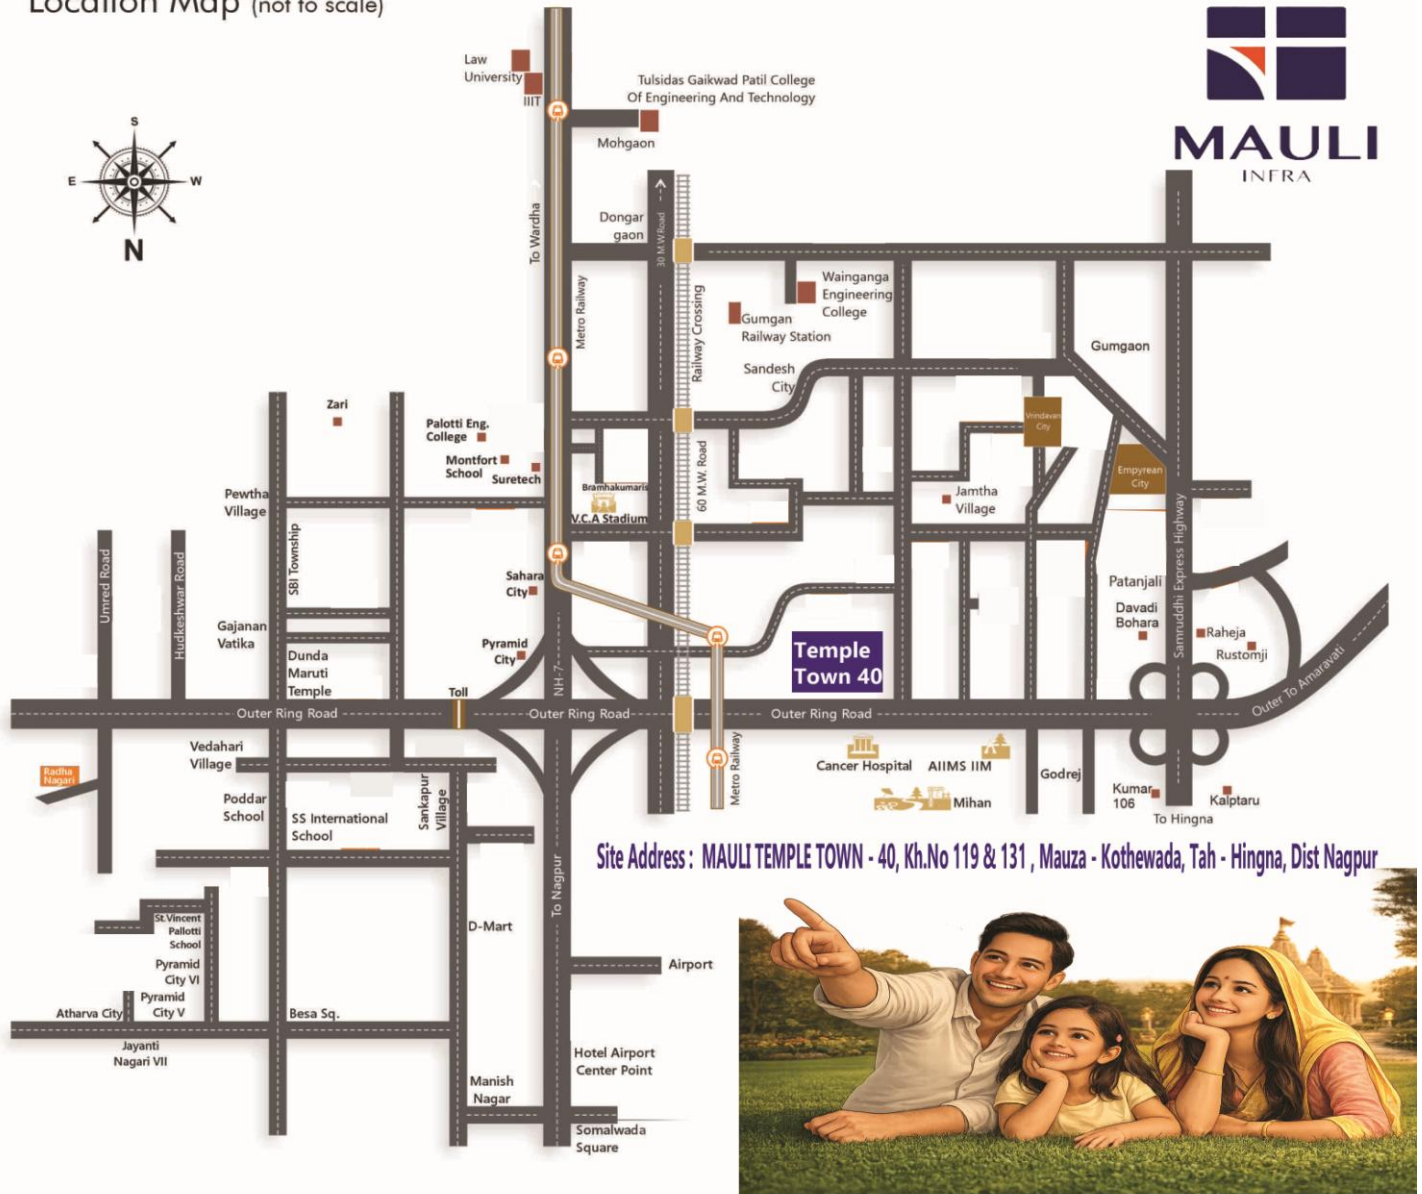 Location Map (not to scale)
MAULI
INFRA
S
E
W
N
Law
University
IIIT
Tulsidas Gaikwad Patil College
Of Engineering And Technology
Mohgaon
To Wardha
Dongar
gaon
30 M.W.Road
Metro Railway
Railway Crossing
Wainganga
Engineering
College
Gumgan
Railway Station
Gumgaon
Sandesh
City
Zari
Palotti Eng.
College
Montfort
School
Suretech
Vrindavan
City
Empyrean
City
Bramhakumaris
V.C.A Stadium
60 M.W. Road
Jamtha
Village
Pewtha
Village
SBI Township
Umred Road
Hudkeshwar Road
Samruddhi Express Highway
Sahara
City
Patanjali
Davadi
Bohara
Raheja
Rustomji
Gajanan
Vatika
Dunda
Maruti
Temple
Pyramid
City
NH-7
Temple
Town 40
Toll
Outer Ring Road
Outer Ring Road
Outer Ring Road
Outer To Amaravati
Vedahari
Village
Radha
Nagari
Metro Railway
Cancer Hospital
AIIMS IIM
Godrej
Mihan
Kumar
106
Kalptaru
To Hingna
Poddar
School
SS International
School
Sankapur
Village
Site Address : MAULI TEMPLE TOWN - 40, Kh.No 119 & 131 , Mauza - Kothewada, Tah - Hingna, Dist Nagpur
To Nagpur
D-Mart
St.Vincent
Pallotti
School
Pyramid
City VI
Pyramid
City V
Airport
Atharva City
Besa Sq.
Jayanti
Nagari VII
Hotel Airport
Center Point
Manish
Nagar
Somalwada
Square